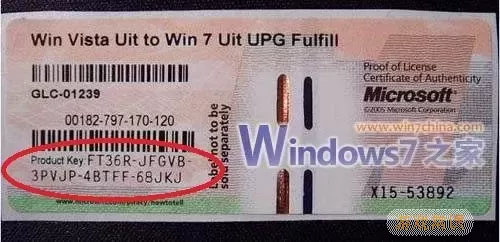 Win Vista Uit to Win 7 Uit UPG Fulfill
GLC-01239
00182-797-170-120
Product Key: FT36R-JFGVB-
3PVJP-4BTFF-68JKJ
Label not to be
sold separately
Proof of License
Certificate of Authenticity
Microsoft
©2005 Microsoft Corporation
www.win7china.com
Windows7之家
X15-53892